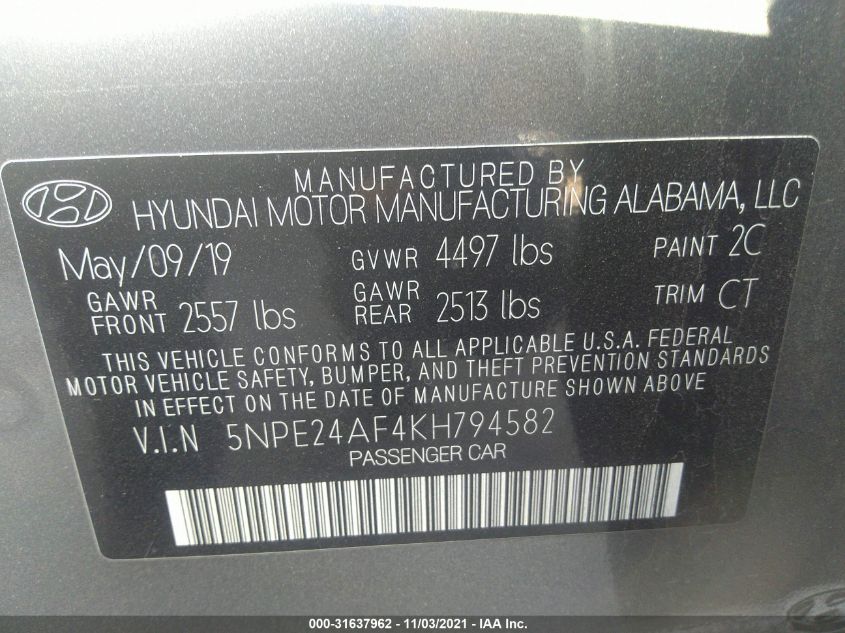 MANUFACTURED BY
HYUNDAI MOTOR MANUFACTURING ALABAMA, LLC
May/09/19 GVWR 4497 lbs PAINT 2C
GAWR FRONT 2557 lbs GAWR REAR 2513 lbs TRIM CT
THIS VEHICLE CONFORMS TO ALL APPLICABLE U.S.A. FEDERAL
MOTOR VEHICLE SAFETY, BUMPER, AND THEFT PREVENTION STANDARDS
IN EFFECT ON THE DATE OF MANUFACTURE SHOWN ABOVE
V.I.N 5NPE24AF4KH794582
PASSENGER CAR
000-31637962 - 11/03/2021 - IAA Inc.